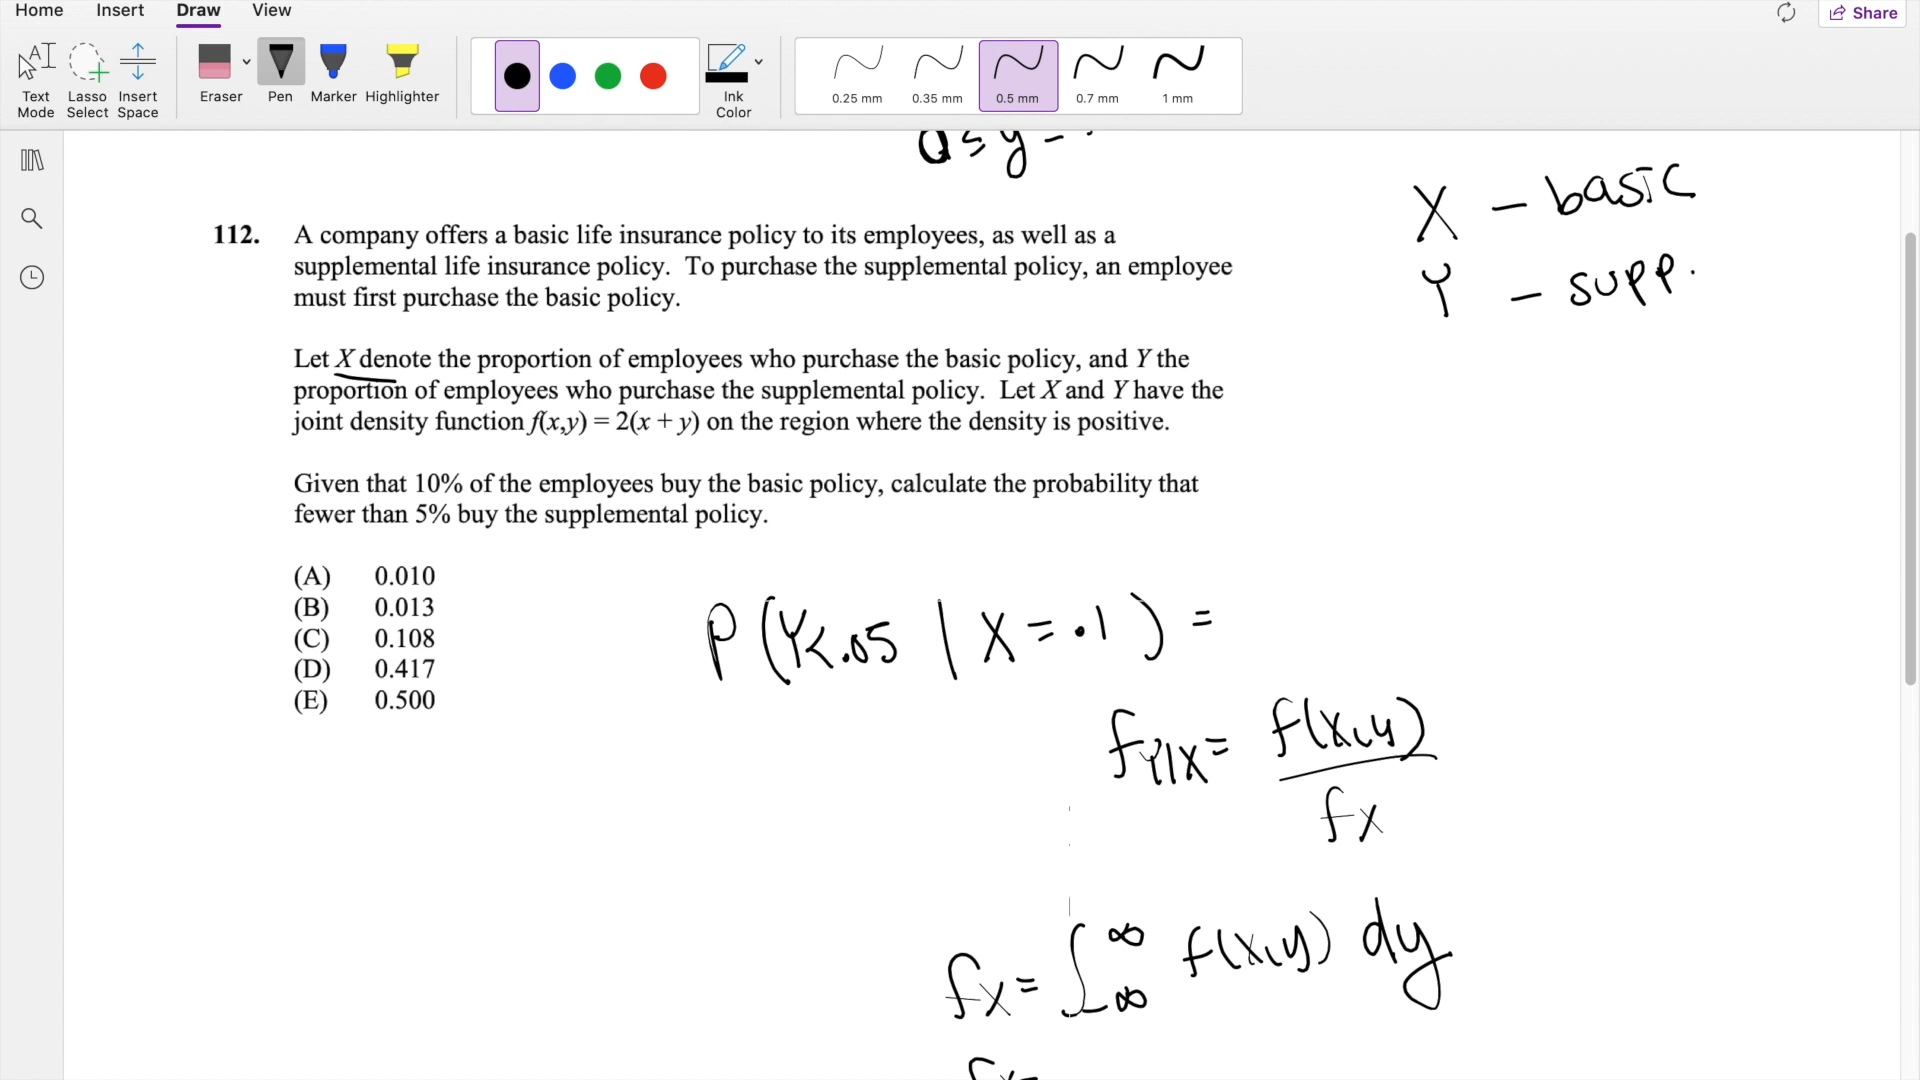 Home Insert Draw View
Share
AI
Text Mode
Lasso Select
Insert Space
Eraser
Pen
Marker
Highlighter
Ink Color
0.25 mm
0.35 mm
0.5 mm
0.7 mm
1 mm
≤ y
X - basic
Y - supp.
112. A company offers a basic life insurance policy to its employees, as well as a
supplemental life insurance policy. To purchase the supplemental policy, an employee
must first purchase the basic policy.
Let X denote the proportion of employees who purchase the basic policy, and Y the
proportion of employees who purchase the supplemental policy. Let X and Y have the
joint density function f(x,y) = 2(x + y) on the region where the density is positive.
Given that 10% of the employees buy the basic policy, calculate the probability that
fewer than 5% buy the supplemental policy.
(A) 0.010
(B) 0.013
(C) 0.108
(D) 0.417
(E) 0.500
P(Y<.05 | X = .1) =
f Y|X = f(x,y) / fx
fx = ∫_-∞^∞ f(x,y) dy